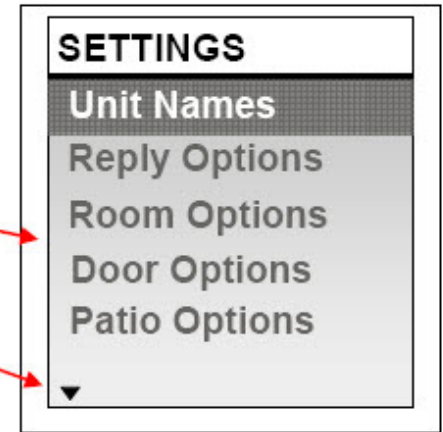 SETTINGS
Unit Names
Reply Options
Room Options
Door Options
Patio Options